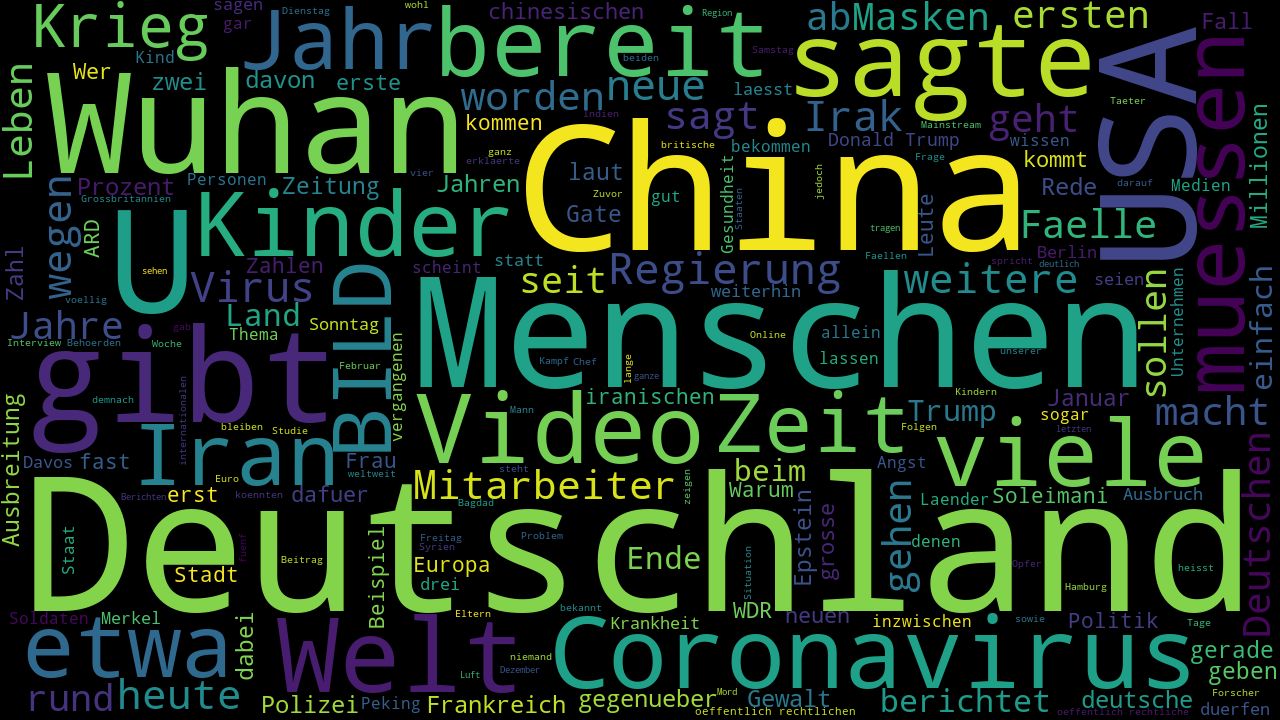 sagen
Dienstag
wohl
chinesischen
Region
abMasken
ersten
Fall
Krieg
gar
Jahr
bereit
sagte
USA
muessen
Kind
beiden
Samstag
Wer
zwei
davon
erste
worden
neue
laesst
Leben
Wuhan
kommen
Indien
sagt
Irak
Mainstream
geht
Taeter
Millionen
China
britische
bekommen
Donald Trump
Frage
wissen
kommt
ganz
erklaerte
vier
laut
Zuvor
gut
Gesundheit
Staaten
jedoch
Rede
darauf
Medien
Prozent
Personen
Zeitung
Jahren
Grossbritannien
wegen
ARD
U
Kinder
Gate
tragen
Leute
Faelle
Zahl
sehen
Zahlen
scheint
statt
seit
Regierung
Faellen
weitere
Berlin
spricht
deutlich
seien
sollen
Unternehmen
einfach
voellig
Virus
BILD
weiterhin
Jahre
Land
Thema
Sonntag
Menschen
Online
allein
Interview
Behoerden
gab
Woche
gibt
Februar
vergangenen
Kampf
Chef
lange
ganze
lassen
unserer
demnach
internationalen
iranischen
Kindern
Januar
Ausbreitung
Video
Mann
Zeit
Trump
sogar
macht
bleiben
Studie
Folgen
viele
letzten
Iran
Davos
fast
Frau
weltweit
Euro
steht
beim
Angst
Deutschen
Berichten
erst
koennten
dafuer
Mitarbeiter
zeigen
Warum
Laender
Soleimani
Ausbruch
Bagdad
Deutschland
Staat
fuenf
Beitrag
Beispiel
Freitag
Syrien
Problem
Ende
Situation
Epstein
grosse
gehen
denen
Opfer
heisst
Stadt
Europa
drei
Hamburg
Soldaten
Merkel
dabei
Eltern
bekannt
WDR
neuen
inzwischen
sowie
Politik
Tage
etwa
Welt
Krankheit
Coronavirus
niemand
gerade
Luft
Dezember
geben
rund
heute
Polizei
Peking
Frankreich
gegenueber
Mord
Gewalt
oeffentlich rechtlichen
berichtet
deutsche
oeffentlich rechtliche
Forscher
duerfen